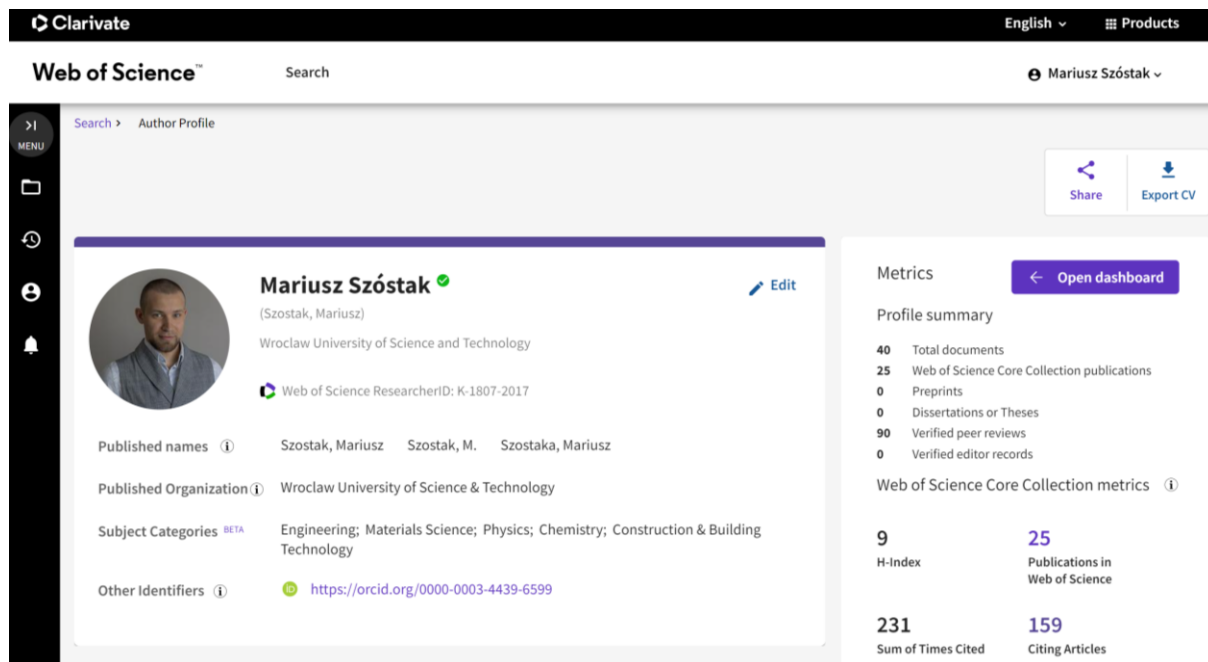 Clarivate
English
Products
Web of Science™
Search
Mariusz Szóstak
MENU
Search > Author Profile
Share
Export CV
Mariusz Szóstak
Edit
(Szostak, Mariusz)
Wroclaw University of Science and Technology
Web of Science ResearcherID: K-1807-2017
Published names
Szostak, Mariusz Szostak, M. Szostaka, Mariusz
Published Organization
Wroclaw University of Science & Technology
Subject Categories BETA
Engineering; Materials Science; Physics; Chemistry; Construction & Building
Technology
Other Identifiers
iD https://orcid.org/0000-0003-4439-6599
Metrics
Open dashboard
Profile summary
40 Total documents
25 Web of Science Core Collection publications
0 Preprints
0 Dissertations or Theses
90 Verified peer reviews
0 Verified editor records
Web of Science Core Collection metrics
9
H-Index
25
Publications in
Web of Science
231
Sum of Times Cited
159
Citing Articles